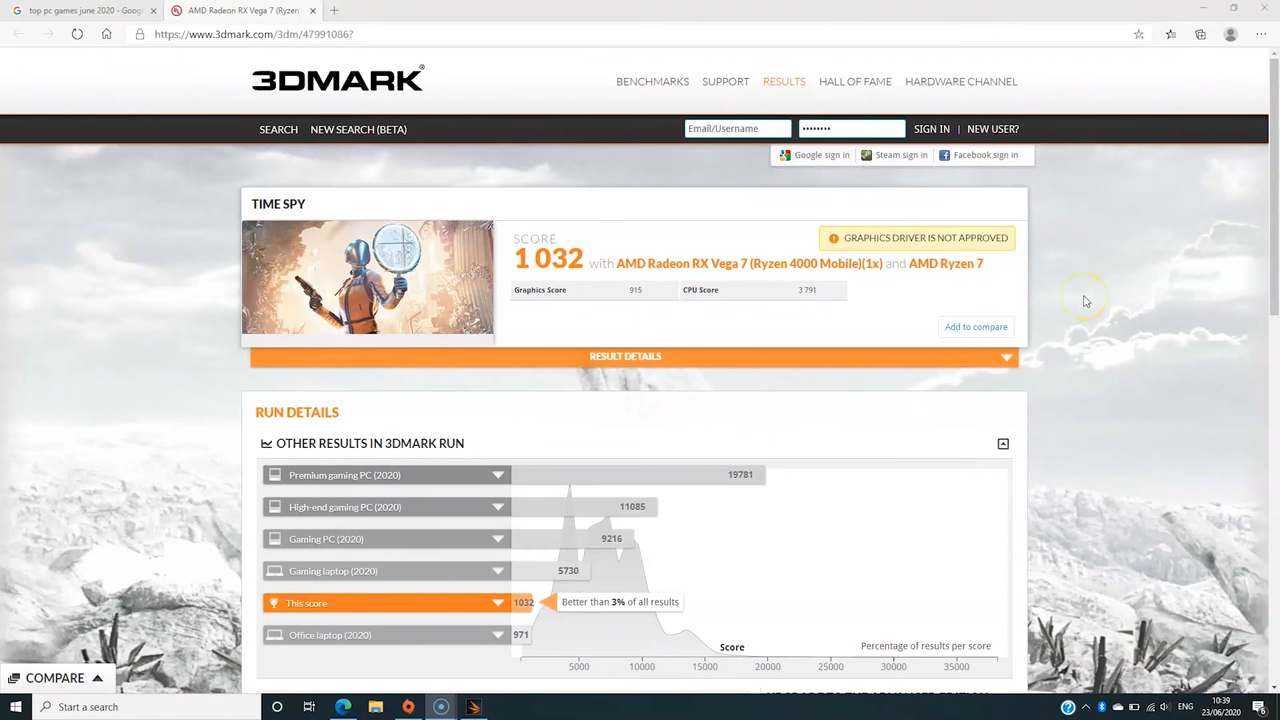 top pc games june 2020 - Goog
AMD Radeon RX Vega 7 (Ryzen
https://www.3dmark.com/3dm/47991086?
3DMARK®
BENCHMARKS SUPPORT RESULTS HALL OF FAME HARDWARE CHANNEL
SEARCH NEW SEARCH (BETA) Email/Username •••••••• SIGN IN | NEW USER?
Google sign in Steam sign in Facebook sign in
TIME SPY
SCORE
GRAPHICS DRIVER IS NOT APPROVED
1 032 with AMD Radeon RX Vega 7 (Ryzen 4000 Mobile)(1x) and AMD Ryzen 7
Graphics Score 915 CPU Score 3 791
Add to compare
RESULT DETAILS
RUN DETAILS
OTHER RESULTS IN 3DMARK RUN
Premium gaming PC (2020) 19781
High-end gaming PC (2020) 11085
Gaming PC (2020) 9216
Gaming laptop (2020) 5730
This score 1032 Better than 3% of all results
Office laptop (2020) 971
Score Percentage of results per score
5000 10000 15000 20000 25000 30000 35000
COMPARE
Start a search
ENG
10:39
23/06/2020
6